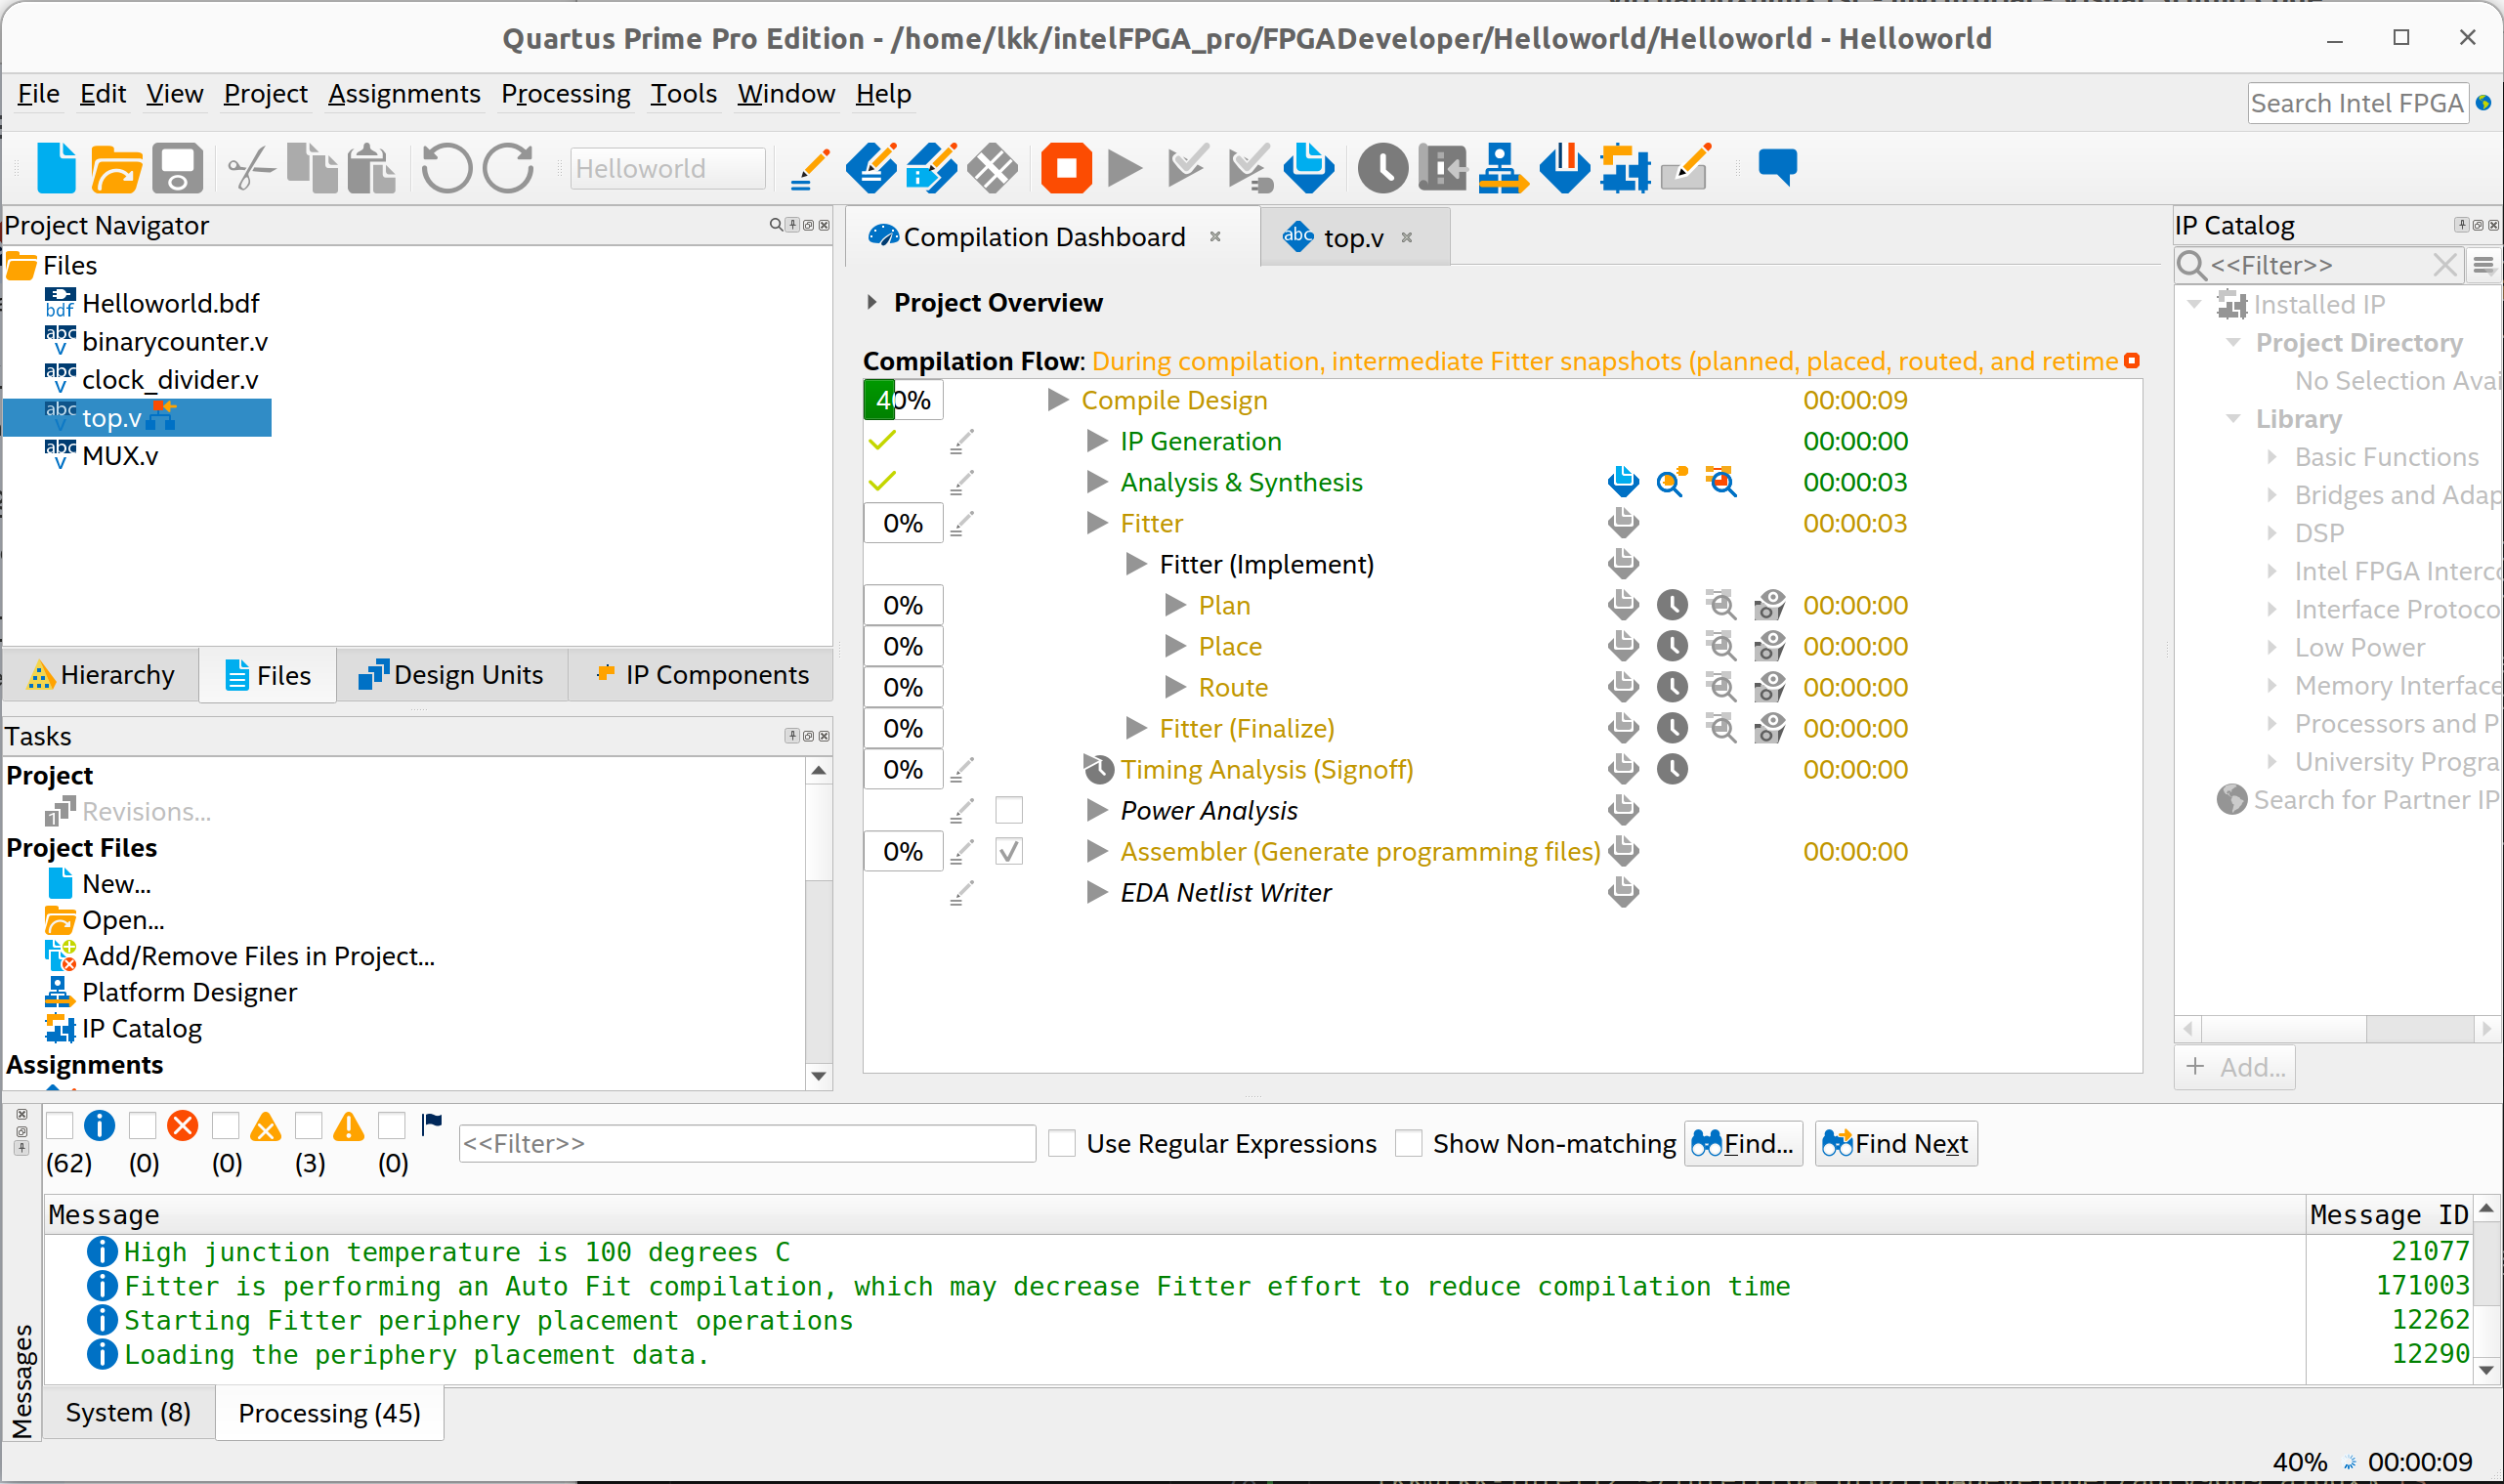 Quartus Prime Pro Edition - /home/lkk/intelFPGA_pro/FPGADeveloper/Helloworld/Helloworld - Helloworld
File Edit View Project Assignments Processing Tools Window Help
Search Intel FPGA
Helloworld
Project Navigator
Files
bdf Helloworld.bdf
abc v binarycounter.v
abc v clock_divider.v
abc v top.v
abc v MUX.v
Hierarchy Files Design Units IP Components
Tasks
Project
1 Revisions...
Project Files
New...
Open...
Add/Remove Files in Project...
Platform Designer
IP Catalog
Assignments
Compilation Dashboard abc top.v
Project Overview
Compilation Flow: During compilation, intermediate Fitter snapshots (planned, placed, routed, and retime
40% Compile Design 00:00:09
IP Generation 00:00:00
Analysis & Synthesis 00:00:03
0% Fitter 00:00:03
Fitter (Implement)
0% Plan 00:00:00
0% Place 00:00:00
0% Route 00:00:00
0% Fitter (Finalize) 00:00:00
0% Timing Analysis (Signoff) 00:00:00
Power Analysis
0% Assembler (Generate programming files) 00:00:00
EDA Netlist Writer
IP Catalog
<<Filter>>
Installed IP
Project Directory
No Selection Avai
Library
Basic Functions
Bridges and Adap
DSP
Intel FPGA Interco
Interface Protoco
Low Power
Memory Interface
Processors and P
University Progra
Search for Partner IP
+ Add...
(62) (0) (0) (3) (0)
<<Filter>> Use Regular Expressions Show Non-matching Find... Find Next
Message Message ID
High junction temperature is 100 degrees C 21077
Fitter is performing an Auto Fit compilation, which may decrease Fitter effort to reduce compilation time 171003
Starting Fitter periphery placement operations 12262
Loading the periphery placement data. 12290
Messages
System (8) Processing (45)
40% 00:00:09